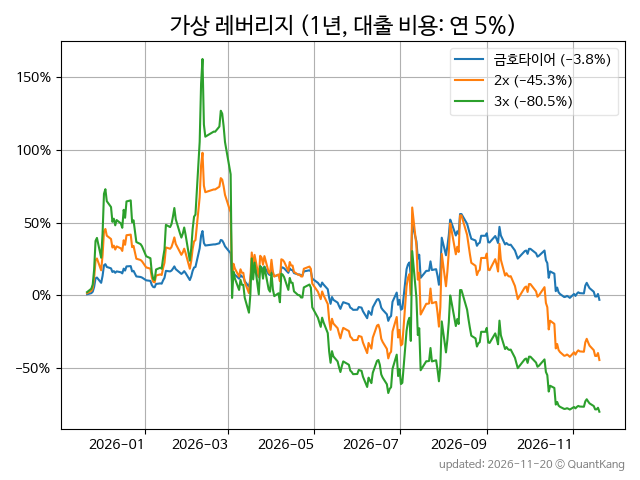 가상 레버리지 (1년, 대출 비용: 연 5%)
금호타이어 (−3.8%)
2x (−45.3%)
3x (−80.5%)
150%
100%
50%
0%
−50%
2026-01
2026-03
2026-05
2026-07
2026-09
2026-11
updated: 2026-11-20 © QuantKang